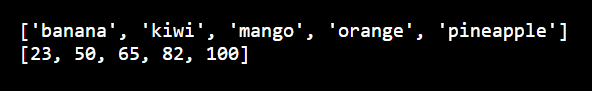 ['banana', 'kiwi', 'mango', 'orange', 'pineapple']
[23, 50, 65, 82, 100]